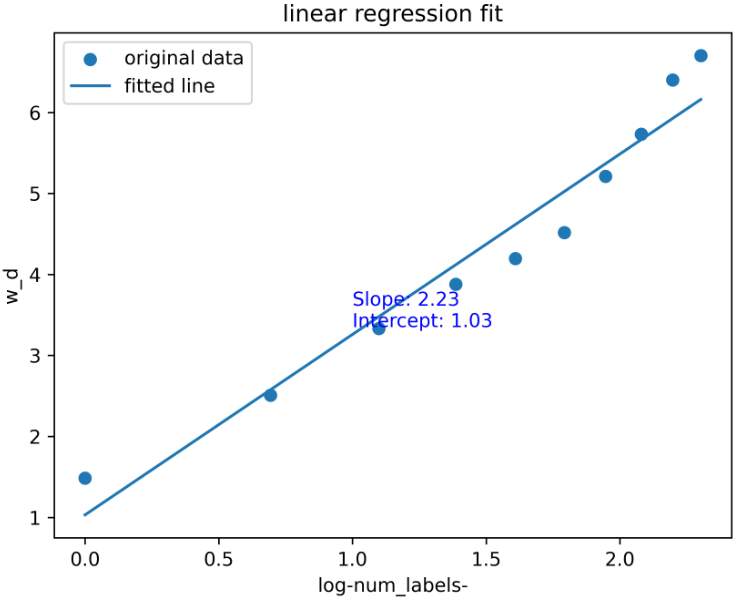 linear regression fit
original data
fitted line
6
5
4
3
2
1
w_d
Slope: 2.23
Intercept: 1.03
0.0 0.5 1.0 1.5 2.0
log-num_labels-